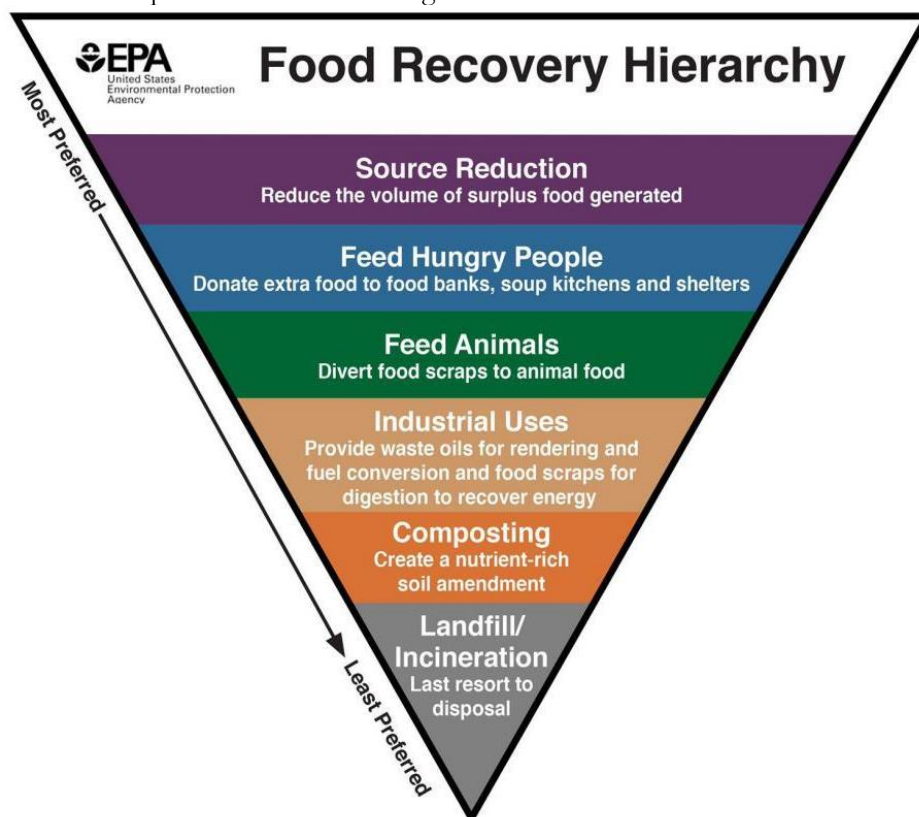 EPA
United States
Environmental Protection
Agency
Food Recovery Hierarchy
Most Preferred
Source Reduction
Reduce the volume of surplus food generated
Feed Hungry People
Donate extra food to food banks, soup kitchens and shelters
Feed Animals
Divert food scraps to animal food
Industrial Uses
Provide waste oils for rendering and
fuel conversion and food scraps for
digestion to recover energy
Composting
Create a nutrient-rich
soil amendment
Landfill/
Incineration
Last resort to
disposal
Least Preferred